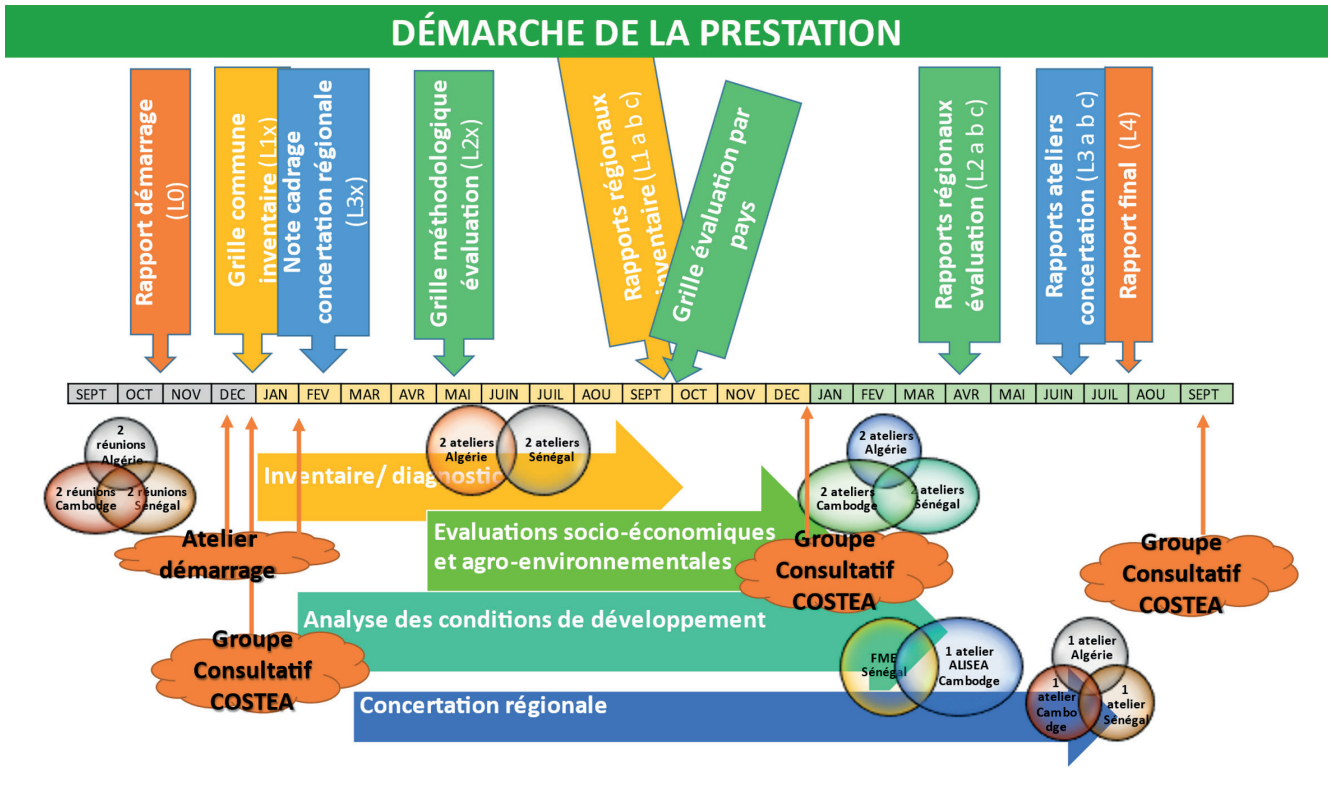 DÉMARCHE DE LA PRESTATION
Rapport démarrage
(L0)
Grille commune
inventaire (L1x)
Note cadrage
concertation régionale
(L3x)
Grille méthodologique
évaluation (L2x)
Rapports régionaux
inventaire (L1 a b c)
Grille évaluation par
pays
Rapports régionaux
évaluation (L2 a b c)
Rapports ateliers
concertation (L3 a b c)
Rapport final (L4)
SEPT OCT NOV DEC JAN FEV MAR AVR MAI JUIN JUIL AOU SEPT OCT NOV DEC JAN FEV MAR AVR MAI JUIN JUIL AOU SEPT
2
réunions
Algérie
2 réunions
Cambodge
2 réunions
Sénégal
2 ateliers
Algérie
2 ateliers
Sénégal
2 ateliers
Algérie
2 ateliers
Cambodge
2 ateliers
Sénégal
Inventaire/ diagnostic
Evaluations socio-économiques
et agro-environnementales
Atelier
démarrage
Groupe
Consultatif
COSTEA
Groupe
Consultatif
COSTEA
Analyse des conditions de développement
Groupe
Consultatif
COSTEA
FME
Sénégal
1 atelier
ALISEA
Cambodge
1 atelier
Algérie
1
atelier
Cambo
dge
1
atelier
Sénégal
Concertation régionale